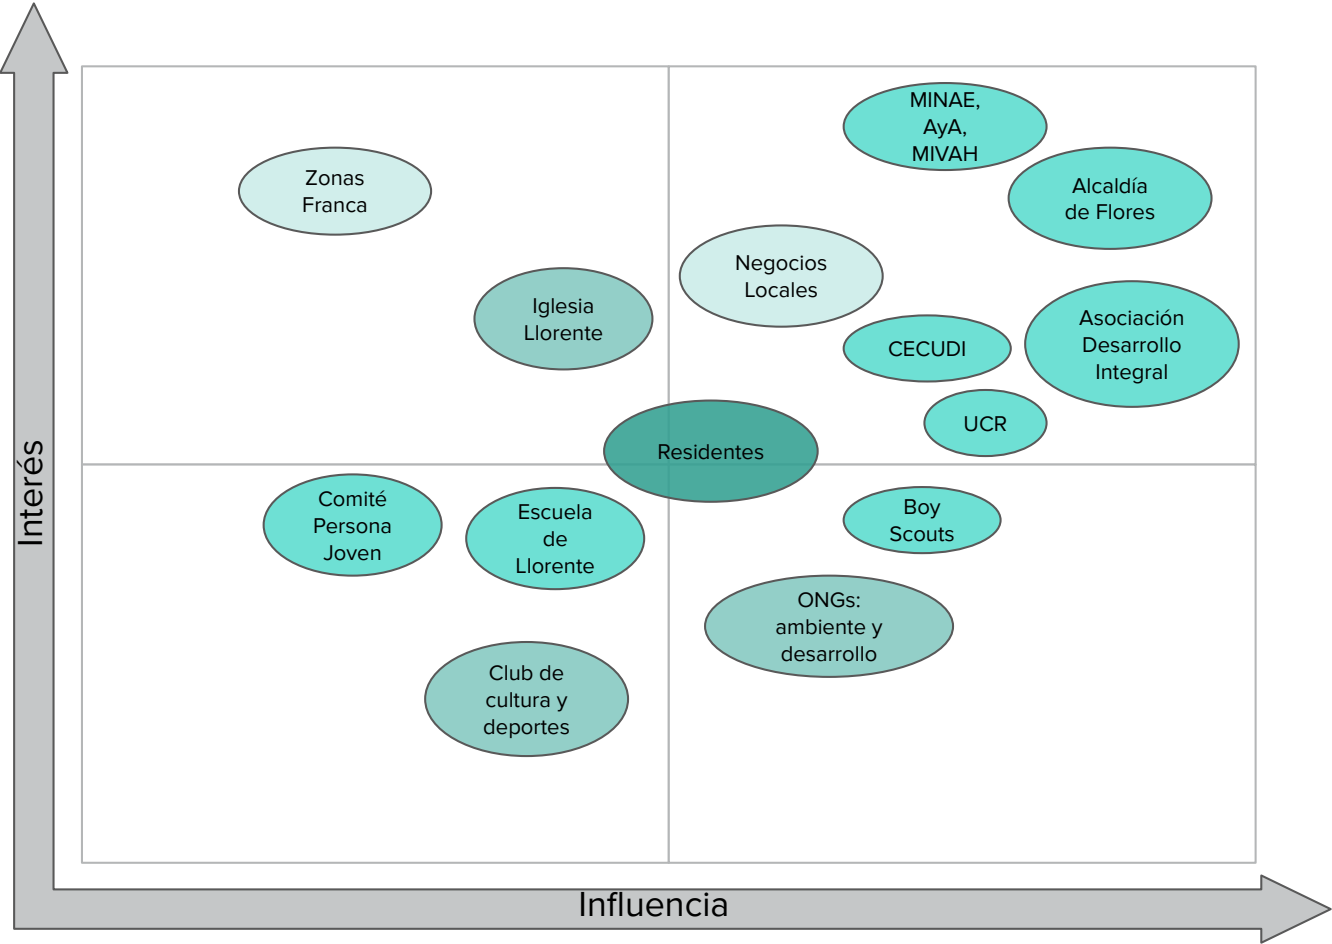 MINAE,
AyA,
MIVAH
Zonas
Franca
Alcaldía
de Flores
Negocios
Locales
Iglesia
Llorente
CECUDI
Asociación
Desarrollo
Integral
UCR
Residentes
Interés
Comité
Persona
Joven
Escuela
de
Llorente
Boy
Scouts
ONGs:
ambiente y
desarrollo
Club de
cultura y
deportes
Influencia